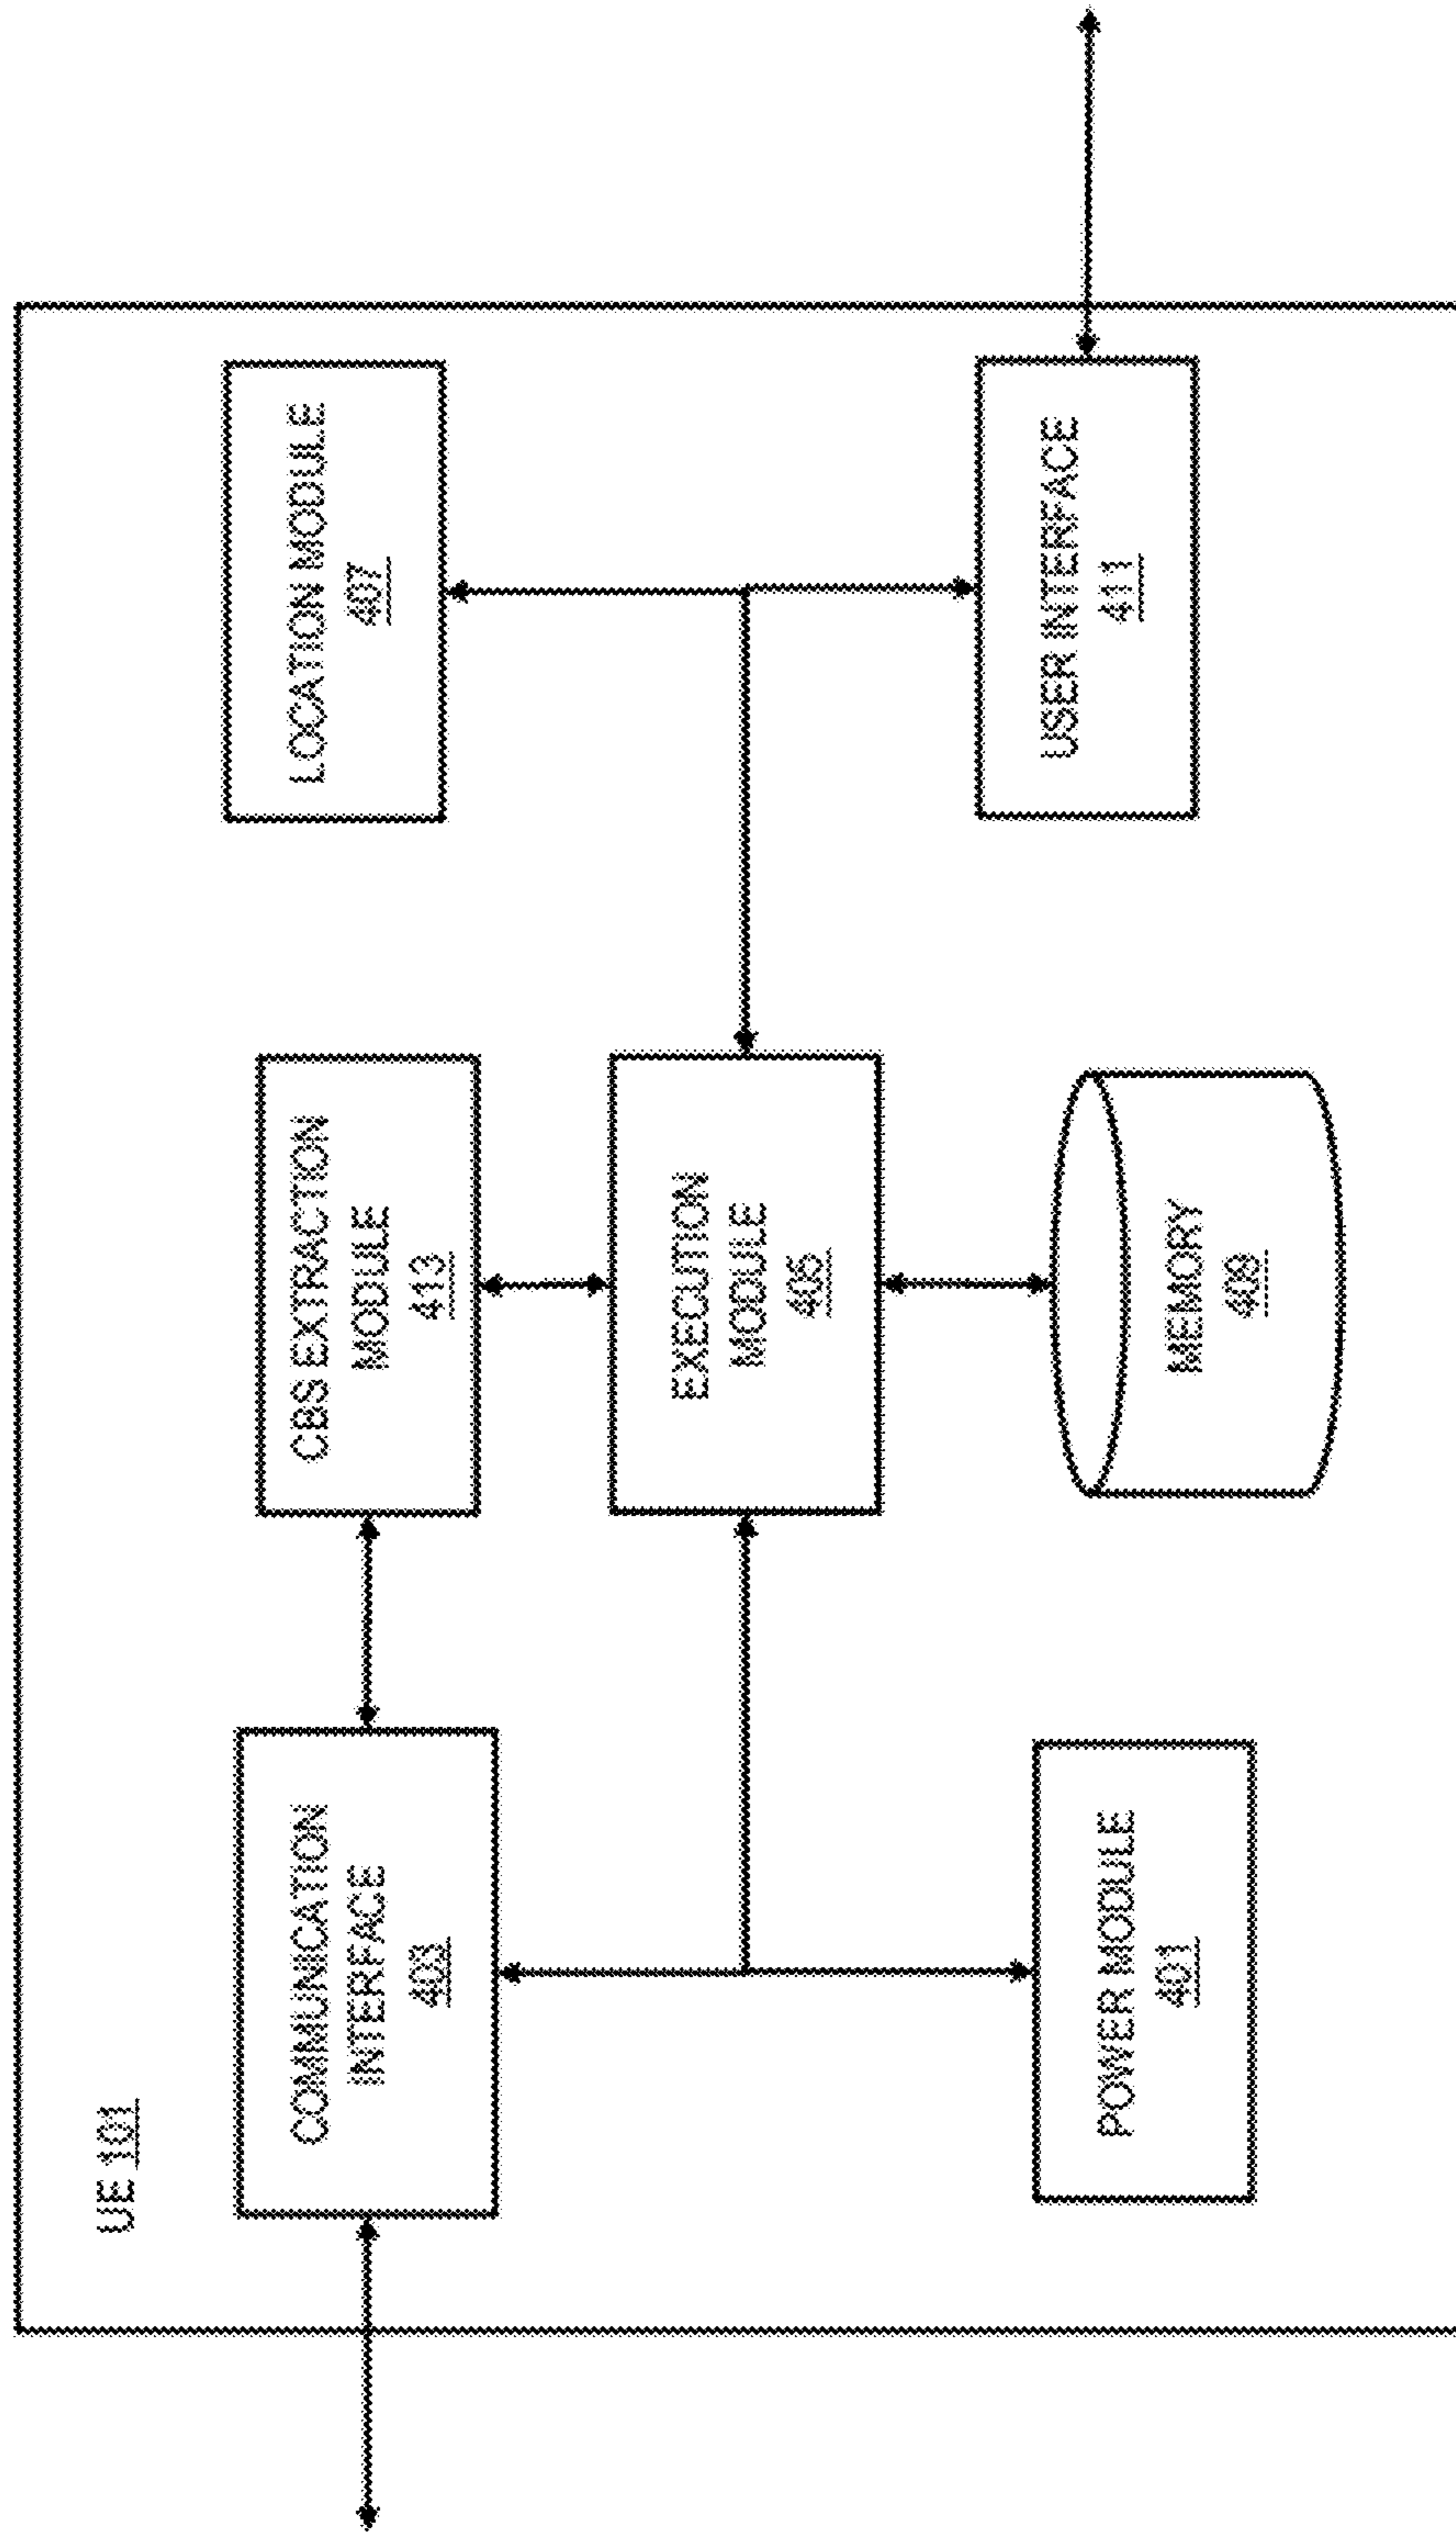 UE 101
COMMUNICATION
INTERFACE
403
CBS EXTRACTION
MODULE
413
LOCATION MODULE
407
EXECUTION
MODULE
405
POWER MODULE
401
MEMORY
409
USER INTERFACE
411